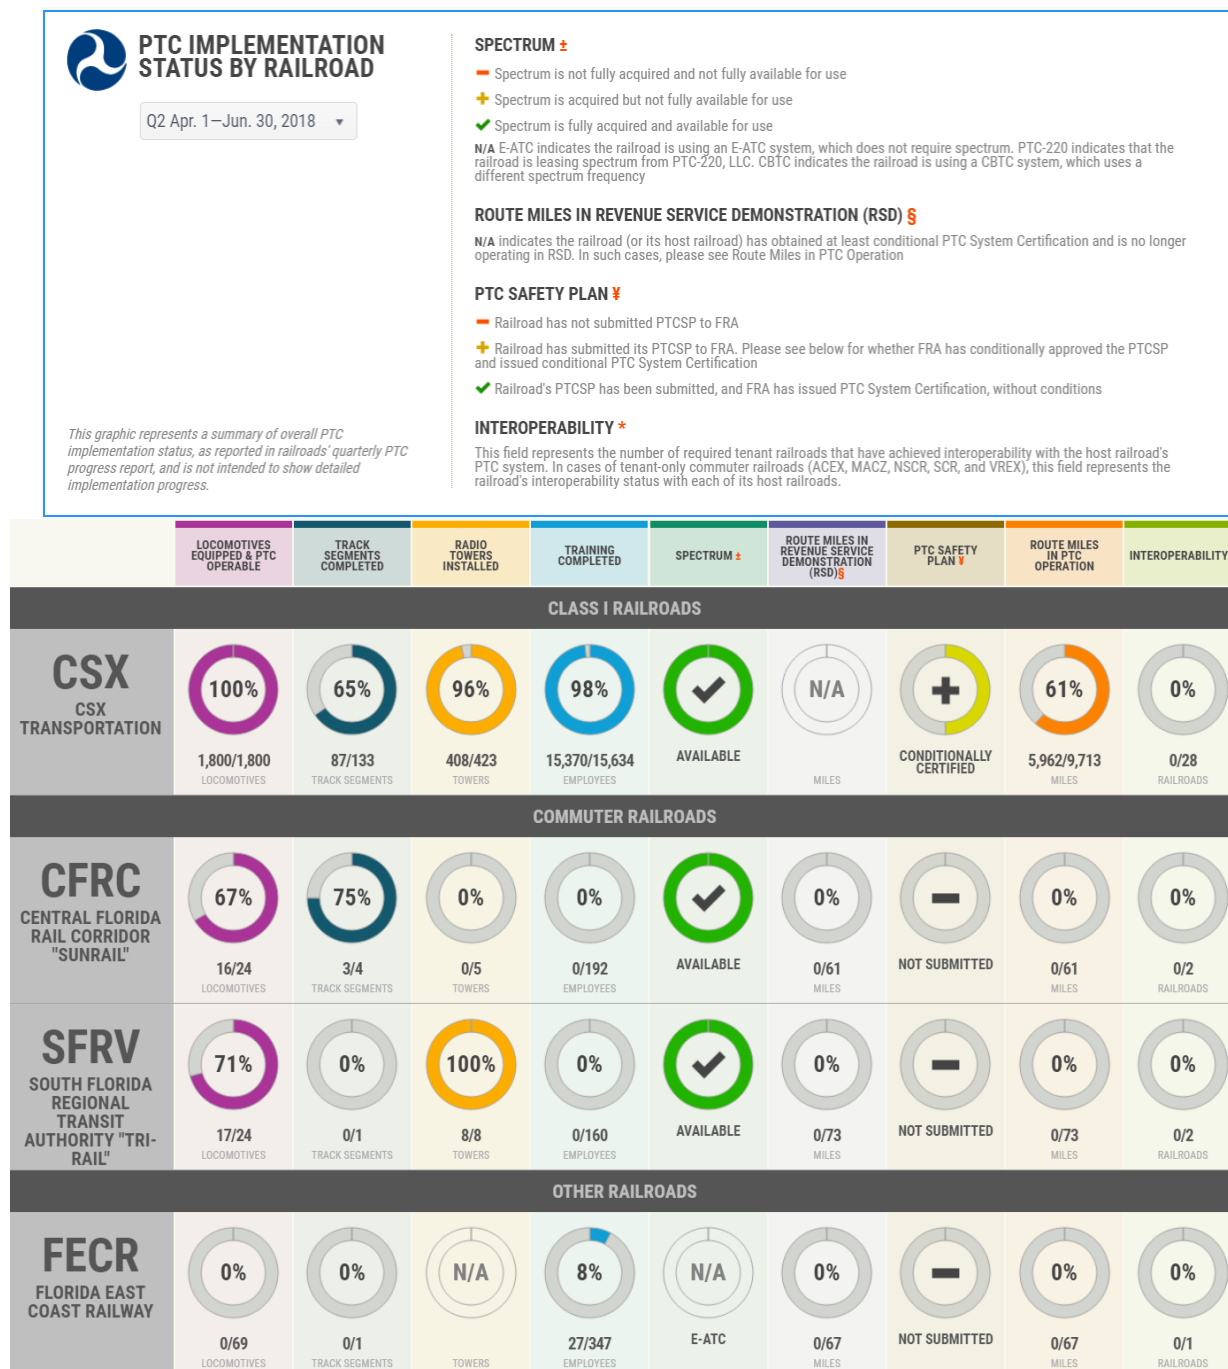 PTC IMPLEMENTATION
STATUS BY RAILROAD
Q2 Apr. 1—Jun. 30, 2018
This graphic represents a summary of overall PTC
implementation status, as reported in railroads' quarterly PTC
progress report, and is not intended to show detailed
implementation progress.
SPECTRUM ±
Spectrum is not fully acquired and not fully available for use
Spectrum is acquired but not fully available for use
Spectrum is fully acquired and available for use
N/A E-ATC indicates the railroad is using an E-ATC system, which does not require spectrum. PTC-220 indicates that the
railroad is leasing spectrum from PTC-220, LLC. CBTC indicates the railroad is using a CBTC system, which uses a
different spectrum frequency
ROUTE MILES IN REVENUE SERVICE DEMONSTRATION (RSD) §
N/A indicates the railroad (or its host railroad) has obtained at least conditional PTC System Certification and is no longer
operating in RSD. In such cases, please see Route Miles in PTC Operation
PTC SAFETY PLAN ¥
Railroad has not submitted PTCSP to FRA
Railroad has submitted its PTCSP to FRA. Please see below for whether FRA has conditionally approved the PTCSP
and issued conditional PTC System Certification
Railroad's PTCSP has been submitted, and FRA has issued PTC System Certification, without conditions
INTEROPERABILITY *
This field represents the number of required tenant railroads that have achieved interoperability with the host railroad's
PTC system. In cases of tenant-only commuter railroads (ACEX, MACZ, NSCR, SCR, and VREX), this field represents the
railroad's interoperability status with each of its host railroads.
LOCOMOTIVES
EQUIPPED & PTC
OPERABLE
TRACK
SEGMENTS
COMPLETED
RADIO
TOWERS
INSTALLED
TRAINING
COMPLETED
SPECTRUM ±
ROUTE MILES IN
REVENUE SERVICE
DEMONSTRATION
(RSD)§
PTC SAFETY
PLAN ¥
ROUTE MILES
IN PTC
OPERATION
INTEROPERABILITY
CLASS I RAILROADS
CSX
CSX
TRANSPORTATION
100% 65% 96% 98% N/A 61% 0%
1,800/1,800 87/133 408/423 15,370/15,634 AVAILABLE CONDITIONALLY 5,962/9,713 0/28
CERTIFIED
LOCOMOTIVES TRACK SEGMENTS TOWERS EMPLOYEES MILES MILES RAILROADS
COMMUTER RAILROADS
CFRC
CENTRAL FLORIDA
RAIL CORRIDOR
"SUNRAIL"
67% 75% 0% 0% 0% 0% 0%
16/24 3/4 0/5 0/192 AVAILABLE 0/61 NOT SUBMITTED 0/61 0/2
LOCOMOTIVES TRACK SEGMENTS TOWERS EMPLOYEES MILES MILES RAILROADS
SFRV
SOUTH FLORIDA
REGIONAL
TRANSIT
AUTHORITY "TRI-
RAIL"
71% 0% 100% 0% 0% 0% 0%
17/24 0/1 8/8 0/160 AVAILABLE 0/73 NOT SUBMITTED 0/73 0/2
LOCOMOTIVES TRACK SEGMENTS TOWERS EMPLOYEES MILES MILES RAILROADS
OTHER RAILROADS
FECR
FLORIDA EAST
COAST RAILWAY
0% 0% N/A 8% N/A 0% 0% 0%
0/69 0/1 27/347 E-ATC 0/67 NOT SUBMITTED 0/67 0/1
LOCOMOTIVES TRACK SEGMENTS TOWERS EMPLOYEES MILES MILES RAILROADS